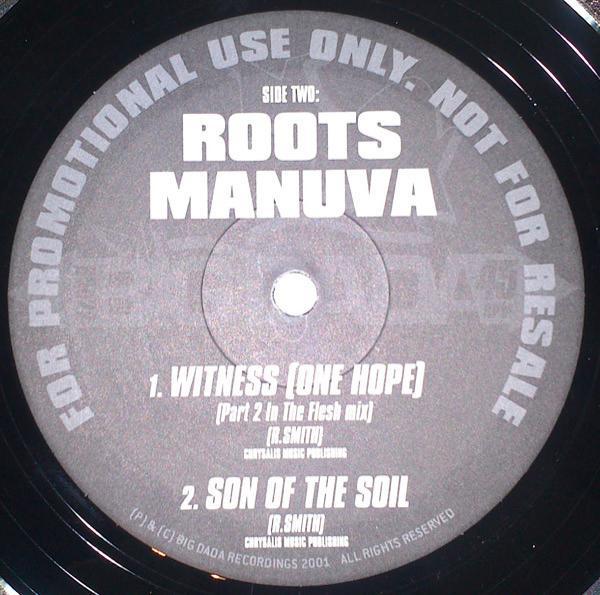 FOR PROMOTIONAL USE ONLY. NOT FOR RESALE
SIDE TWO:
ROOTS
MANUVA
1. WITNESS (ONE HOPE)
(Part 2 In The Flesh mix)
(R.SMITH)
CHRYSALIS MUSIC PUBLISHING
2. SON OF THE SOIL
(R.SMITH)
CHRYSALIS MUSIC PUBLISHING
(P) & (C) BIG DADA RECORDINGS 2001 ALL RIGHTS RESERVED